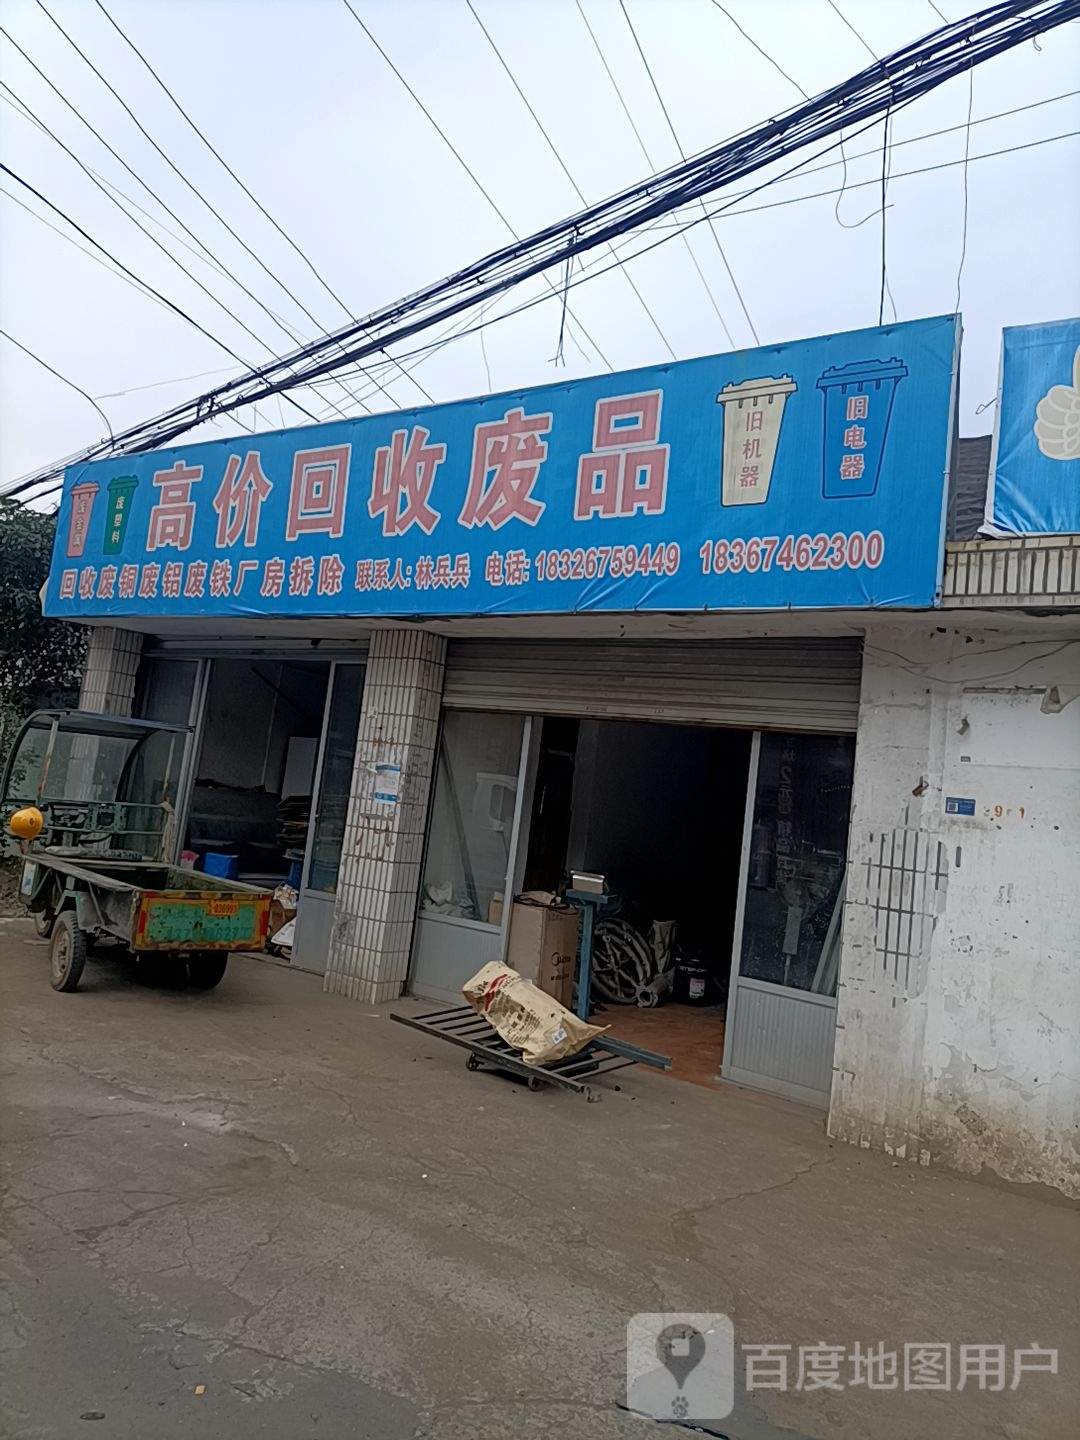 高价回收废品
废金属
废塑料
旧机器
旧电器
回收废铜废铝废铁厂房拆除 联系人:林兵兵 电话:18326759449 18367462300
036993
百度地图用户